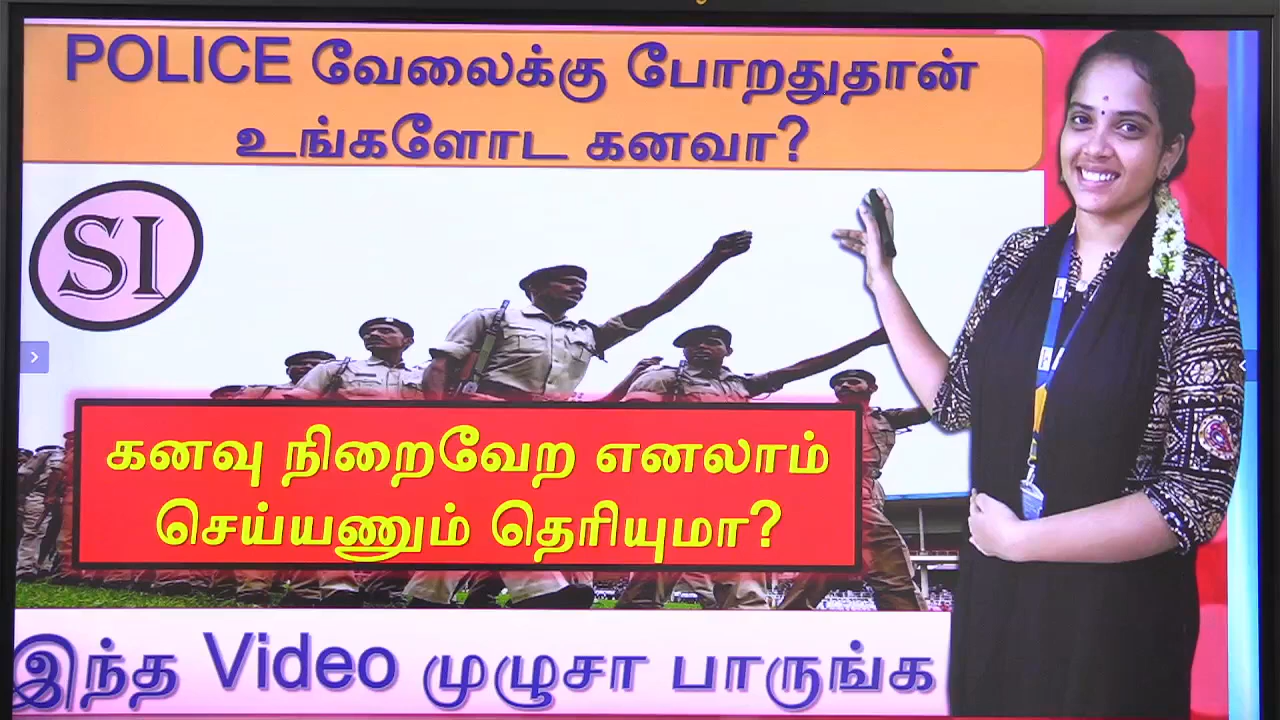 POLICE வேலைக்கு போறதுதான்
உங்களோட கனவா?
SI
கனவு நிறைவேற எனலாம்
செய்யணும் தெரியுமா?
இந்த Video முழுசா பாருங்க